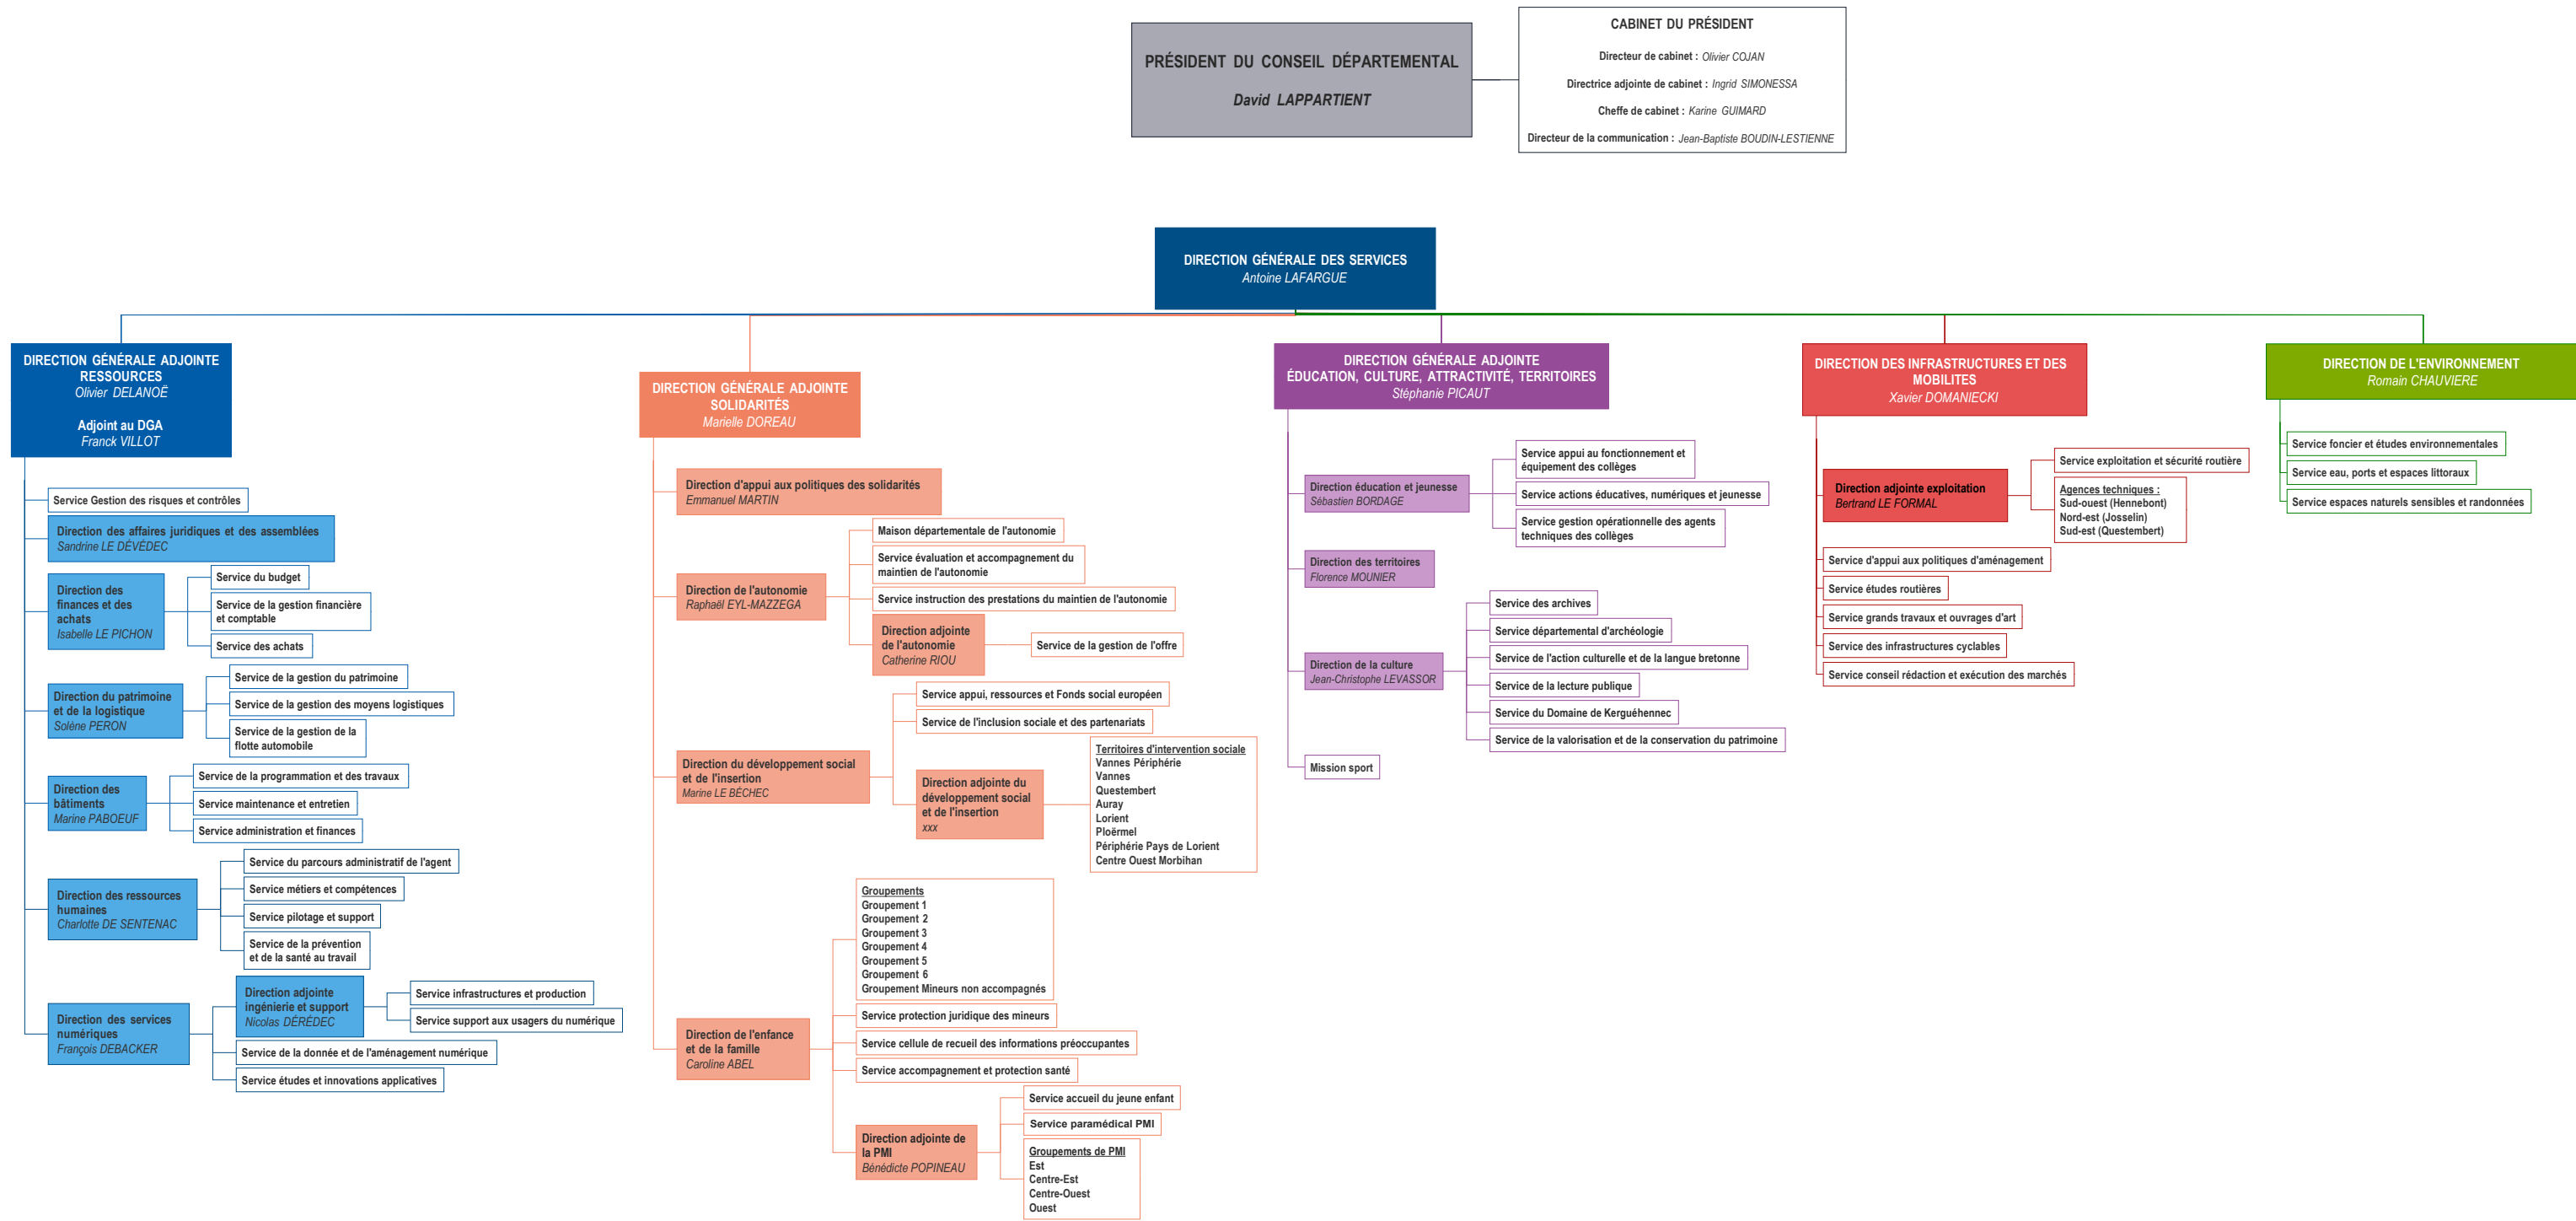 PRÉSIDENT DU CONSEIL DÉPARTEMENTAL
David LAPPARTIENT
CABINET DU PRÉSIDENT
Directeur de cabinet : Olivier COJAN
Directrice adjointe de cabinet : Ingrid SIMONESSA
Cheffe de cabinet : Karine GUIMARD
Directeur de la communication : Jean-Baptiste BOUDIN-LESTIENNE
DIRECTION GÉNÉRALE DES SERVICES
Antoine LAFARGUE
DIRECTION GÉNÉRALE ADJOINTE
RESSOURCES
Olivier DELANOË
Adjoint au DGA
Franck VILLOT
Service Gestion des risques et contrôles
Direction des affaires juridiques et des assemblées
Sandrine LE DÉVÉDEC
Direction des
finances et des
achats
Isabelle LE PICHON
Service du budget
Service de la gestion financière
et comptable
Service des achats
Direction du patrimoine
et de la logistique
Solène PERON
Service de la gestion du patrimoine
Service de la gestion des moyens logistiques
Service de la gestion de la
flotte automobile
Direction des
bâtiments
Marine PABOEUF
Service de la programmation et des travaux
Service maintenance et entretien
Service administration et finances
Direction des ressources
humaines
Charlotte DE SENTENAC
Service du parcours administratif de l'agent
Service métiers et compétences
Service pilotage et support
Service de la prévention
et de la santé au travail
Direction des services
numériques
François DEBACKER
Direction adjointe
ingénierie et support
Nicolas DÉRÉDEC
Service infrastructures et production
Service support aux usagers du numérique
Service de la donnée et de l'aménagement numérique
Service études et innovations applicatives
DIRECTION GÉNÉRALE ADJOINTE
SOLIDARITÉS
Marielle DOREAU
Direction d'appui aux politiques des solidarités
Emmanuel MARTIN
Direction de l'autonomie
Raphaël EYL-MAZZEGA
Maison départementale de l'autonomie
Service évaluation et accompagnement du
maintien de l'autonomie
Service instruction des prestations du maintien de l'autonomie
Direction adjointe
de l'autonomie
Catherine RIOU
Service de la gestion de l'offre
Direction du développement social
et de l'insertion
Marine LE BÉCHEC
Service appui, ressources et Fonds social européen
Service de l'inclusion sociale et des partenariats
Direction adjointe du
développement social
et de l'insertion
xxx
Territoires d'intervention sociale
Vannes Périphérie
Vannes
Questembert
Auray
Lorient
Ploërmel
Périphérie Pays de Lorient
Centre Ouest Morbihan
Direction de l'enfance
et de la famille
Caroline ABEL
Groupements
Groupement 1
Groupement 2
Groupement 3
Groupement 4
Groupement 5
Groupement 6
Groupement Mineurs non accompagnés
Service protection juridique des mineurs
Service cellule de recueil des informations préoccupantes
Service accompagnement et protection santé
Direction adjointe de
la PMI
Bénédicte POPINEAU
Service accueil du jeune enfant
Service paramédical PMI
Groupements de PMI
Est
Centre-Est
Centre-Ouest
Ouest
DIRECTION GÉNÉRALE ADJOINTE
ÉDUCATION, CULTURE, ATTRACTIVITÉ, TERRITOIRES
Stéphanie PICAUT
Direction éducation et jeunesse
Sébastien BORDAGE
Service appui au fonctionnement et
équipement des collèges
Service actions éducatives, numériques et jeunesse
Service gestion opérationnelle des agents
techniques des collèges
Direction des territoires
Florence MOUNIER
Direction de la culture
Jean-Christophe LEVASSOR
Service des archives
Service départemental d'archéologie
Service de l'action culturelle et de la langue bretonne
Service de la lecture publique
Service du Domaine de Kerguéhennec
Service de la valorisation et de la conservation du patrimoine
Mission sport
DIRECTION DES INFRASTRUCTURES ET DES
MOBILITES
Xavier DOMANIECKI
Direction adjointe exploitation
Bertrand LE FORMAL
Service exploitation et sécurité routière
Agences techniques :
Sud-ouest (Hennebont)
Nord-est (Josselin)
Sud-est (Questembert)
Service d'appui aux politiques d'aménagement
Service études routières
Service grands travaux et ouvrages d'art
Service des infrastructures cyclables
Service conseil rédaction et exécution des marchés
DIRECTION DE L'ENVIRONNEMENT
Romain CHAUVIERE
Service foncier et études environnementales
Service eau, ports et espaces littoraux
Service espaces naturels sensibles et randonnées